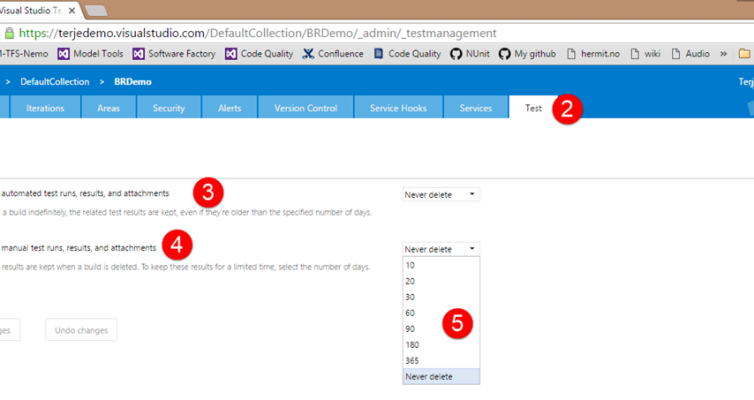 Visual Studio Te
https://terjedemo.visualstudio.com/DefaultCollection/BRDemo/_admin/_testmanagement
M-TFS-Nemo Model Tools Software Factory Code Quality Confluence Code Quality NUnit My github hermit.no wiki Audio »
> DefaultCollection > BRDemo Terj
Iterations Areas Security Alerts Version Control Service Hooks Services Test 2
automated test runs, results, and attachments 3 Never delete
a build indefinitely, the related test results are kept, even if they're older than the specified number of days.
manual test runs, results, and attachments 4 Never delete
results are kept when a build is deleted. To keep these results for a limited time, select the number of days.
10
20
30
60
90
5
180
365
Never delete
ges Undo changes